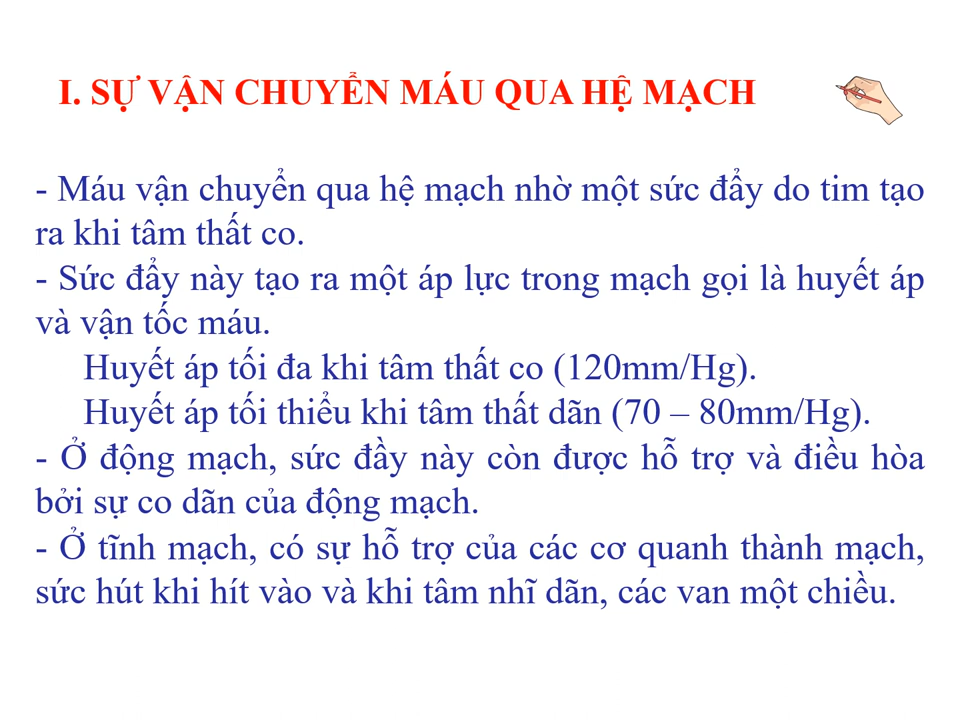 I. SỰ VẬN CHUYỂN MÁU QUA HỆ MẠCH
- Máu vận chuyển qua hệ mạch nhờ một sức đẩy do tim tạo
ra khi tâm thất co.
- Sức đẩy này tạo ra một áp lực trong mạch gọi là huyết áp
và vận tốc máu.
Huyết áp tối đa khi tâm thất co (120mm/Hg).
Huyết áp tối thiểu khi tâm thất dãn (70 – 80mm/Hg).
- Ở động mạch, sức đầy này còn được hỗ trợ và điều hòa
bởi sự co dãn của động mạch.
- Ở tĩnh mạch, có sự hỗ trợ của các cơ quanh thành mạch,
sức hút khi hít vào và khi tâm nhĩ dãn, các van một chiều.